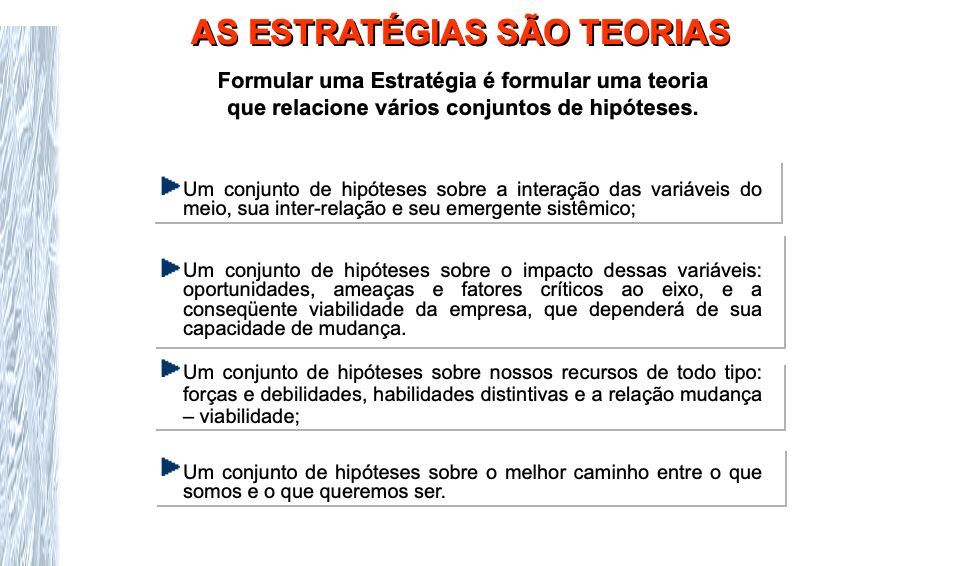 AS ESTRATÉGIAS SÃO TEORIAS
Formular uma Estratégia é formular uma teoria
que relacione vários conjuntos de hipóteses.
Um conjunto de hipóteses sobre a interação das variáveis do
meio, sua inter-relação e seu emergente sistêmico;
Um conjunto de hipóteses sobre o impacto dessas variáveis:
oportunidades, ameaças e fatores críticos ao eixo, e a
conseqüente viabilidade da empresa, que dependerá de sua
capacidade de mudança.
Um conjunto de hipóteses sobre nossos recursos de todo tipo:
forças e debilidades, habilidades distintivas e a relação mudança
– viabilidade;
Um conjunto de hipóteses sobre o melhor caminho entre o que
somos e o que queremos ser.